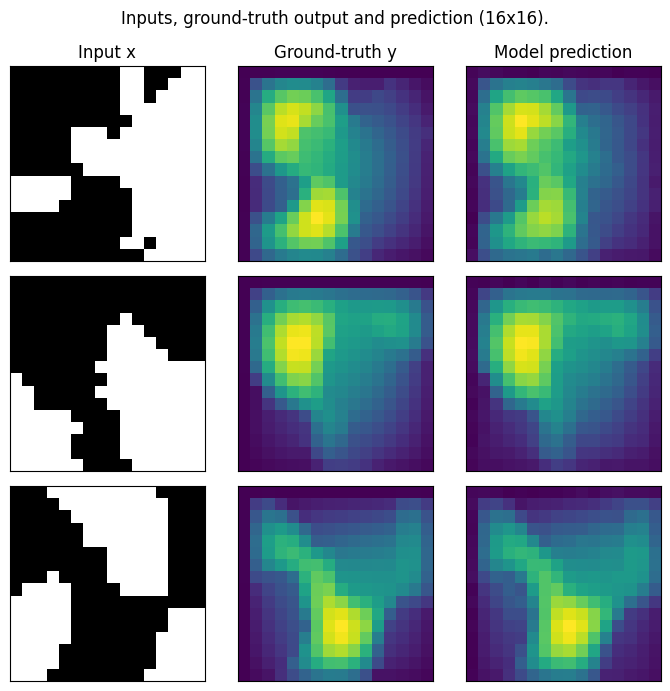 Inputs, ground-truth output and prediction (16x16).
Input x
Ground-truth y
Model prediction